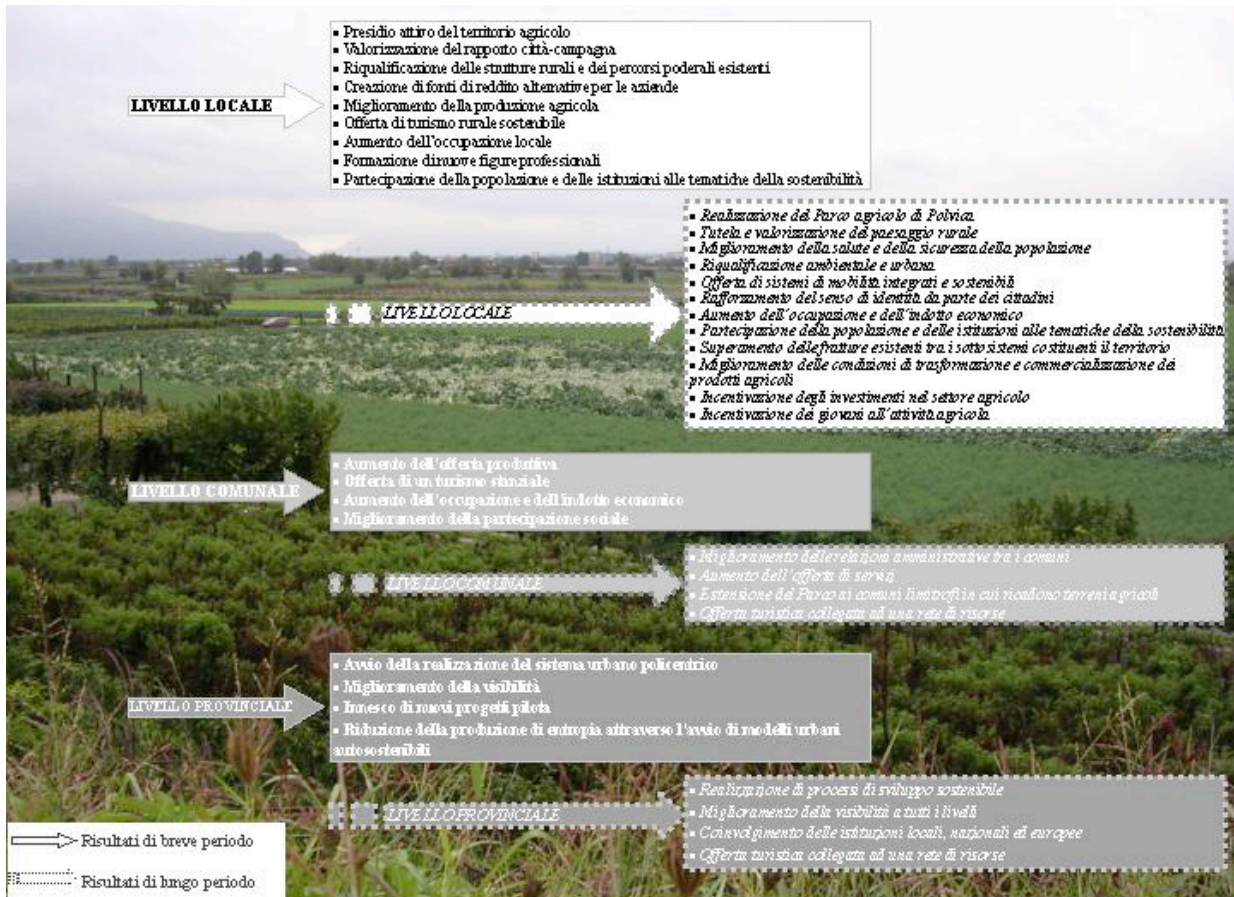 ▪ Presidio attivo del territorio agricolo
▪ Valorizzazione del rapporto città-campagna
▪ Riqualificazione delle strutture rurali e dei percorsi poderali esistenti
▪ Creazione di fonti di reddito alternative per le aziende
LIVELLO LOCALE
▪ Miglioramento della produzione agricola
▪ Offerta di turismo rurale sostenibile
▪ Aumento dell'occupazione locale
▪ Formazione di nuove figure professionali
▪ Partecipazione della popolazione e delle istituzioni alle tematiche della sostenibilità
▪ Realizzazione del Parco agricolo di Polvica
▪ Tutela e valorizzazione del paesaggio rurale
▪ Miglioramento della salute e della sicurezza della popolazione
▪ Riqualificazione ambientale e urbana
▪ Offerta di sistemi di mobilità integrati e sostenibili
▪ Rafforzamento del senso di identità da parte dei cittadini
LIVELLO LOCALE
▪ Aumento dell'occupazione e dell'indotto economico
▪ Partecipazione della popolazione e delle istituzioni alle tematiche della sostenibilità
▪ Superamento delle fratture esistenti tra i sottosistemi costituenti il territorio
▪ Miglioramento delle condizioni di trasformazione e commercializzazione dei
prodotti agricoli
▪ Incentivazione degli investimenti nel settore agricolo
▪ Incentivazione dei giovani all'attività agricola
▪ Aumento dell'offerta produttiva
▪ Offerta di un turismo stanziale
LIVELLO COMUNALE
▪ Aumento dell'occupazione e dell'indotto economico
▪ Miglioramento della partecipazione sociale
▪ Miglioramento delle relazioni amministrative tra i comuni
▪ Aumento dell'offerta di servizi
LIVELLO COMUNALE
▪ Estensione del Parco ai comuni limitrofi in cui ricadono terreni agricoli
▪ Offerta turistica collegata ad una rete di risorse
▪ Avvio della realizzazione del sistema urbano policentrico
▪ Miglioramento della visibilità
LIVELLO PROVINCIALE
▪ Innesco di nuovi progetti pilota
▪ Riduzione della produzione di entropia attraverso l'avvio di modelli urbani
autosostenibili
▪ Realizzazione di processi di sviluppo sostenibile
▪ Miglioramento della visibilità a tutti i livelli
LIVELLO PROVINCIALE
▪ Coinvolgimento delle istituzioni locali, nazionali ed europee
▪ Offerta turistica collegata ad una rete di risorse
Risultati di breve periodo
Risultati di lungo periodo